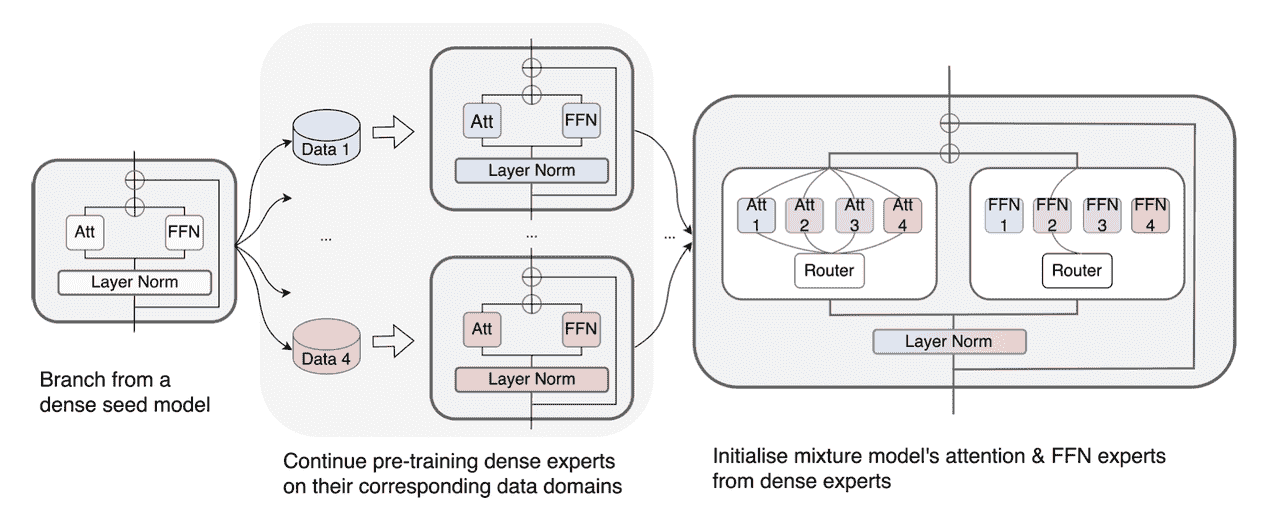 Att
FFN
Layer Norm
Branch from a
dense seed model
Data 1
...
Data 4
Att
FFN
Layer Norm
...
Att
FFN
Layer Norm
Continue pre-training dense experts
on their corresponding data domains
...
Att
1
Att
2
Att
3
Att
4
Router
FFN
1
FFN
2
FFN
3
FFN
4
Router
Layer Norm
Initialise mixture model's attention & FFN experts
from dense experts